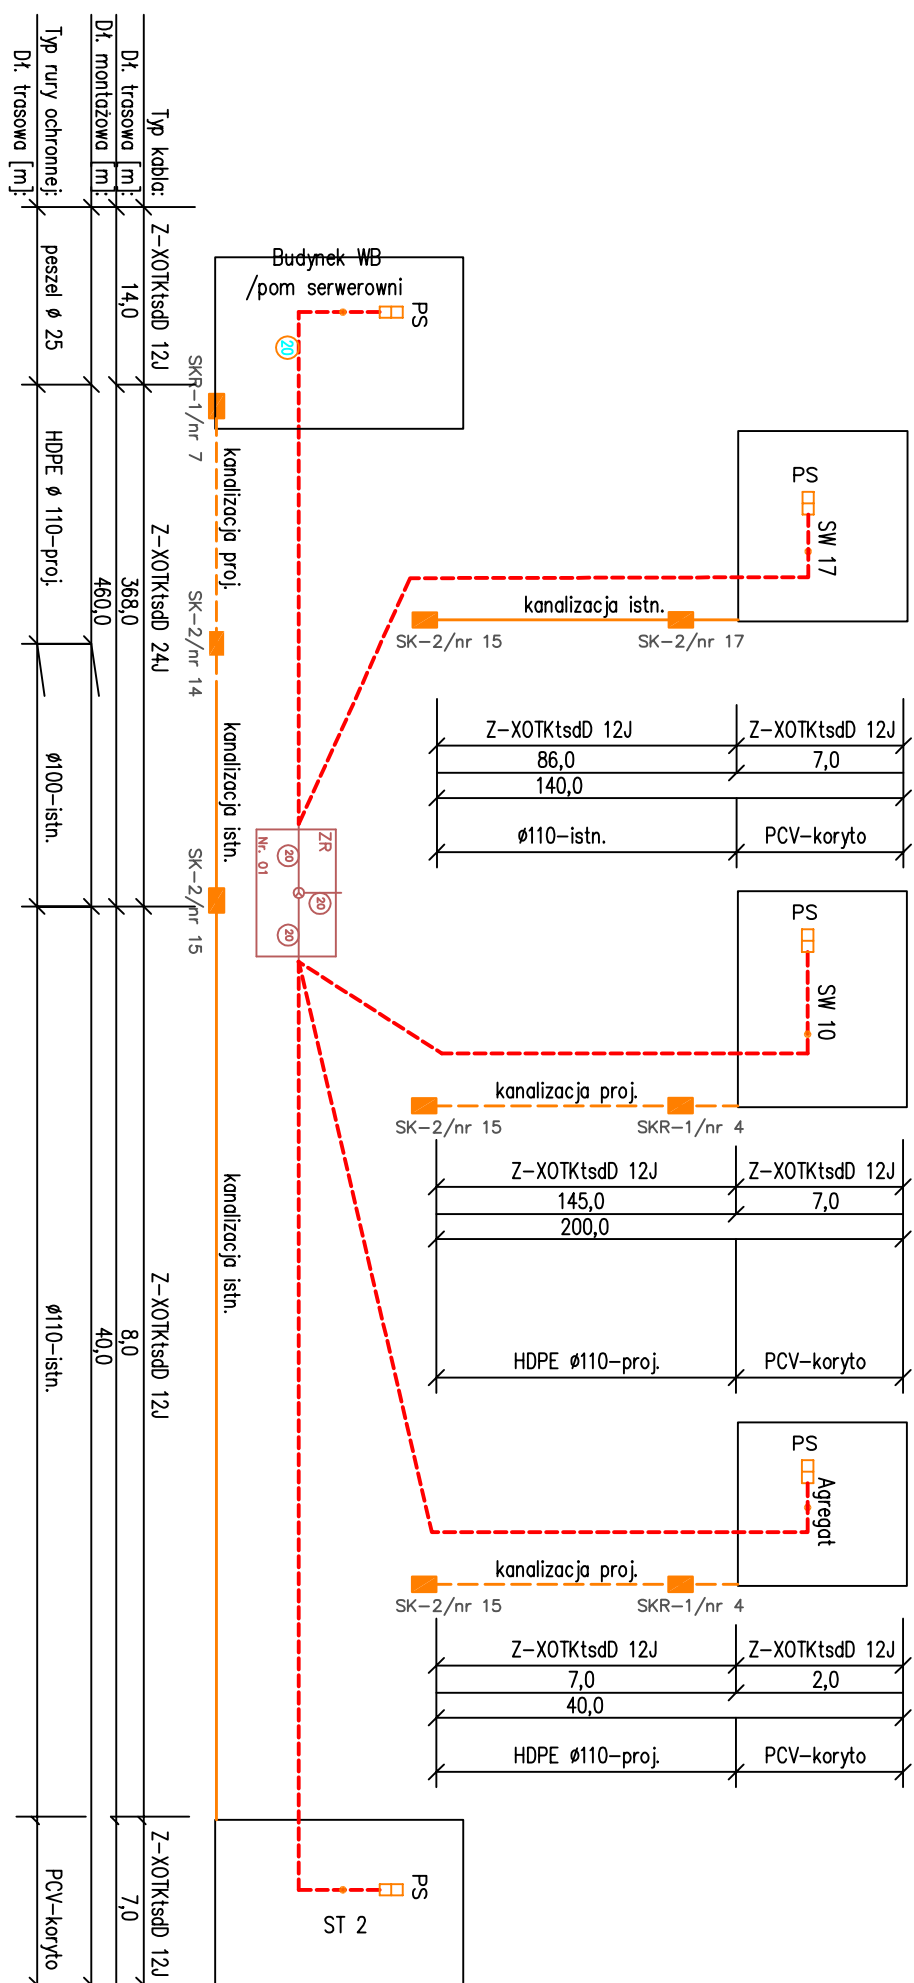 Typ kabla:
Dł. trasowa [m]:
Dł. montażowa [m]:
Typ rury ochronnej:
Dł. trasowa [m]:
Z-XOTKtsdD 12J
14,0
peszel ø 25
Z-XOTKtsdD 24J
368,0
460,0
HDPE ø 110-proj.
ø100-istn.
Z-XOTKtsdD 12J
8,0
40,0
ø110-istn.
Z-XOTKtsdD 12J
7,0
PCV-koryto
Budynek WB
/pom serwerowni
PS
20
SKR-1/nr 7
kanalizacja proj.
SK-2/nr 14
kanalizacja istn.
SK-2/nr 15
kanalizacja istn.
ZR
Nr. 01
20
20
20
PS
ST 2
PS
SW 17
kanalizacja istn.
SK-2/nr 15
SK-2/nr 17
Z-XOTKtsdD 12J
Z-XOTKtsdD 12J
86,0
7,0
140,0
ø110-istn.
PCV-koryto
PS
SW 10
kanalizacja proj.
SK-2/nr 15
SKR-1/nr 4
Z-XOTKtsdD 12J
Z-XOTKtsdD 12J
145,0
7,0
200,0
HDPE ø110-proj.
PCV-koryto
PS
Agregat
kanalizacja proj.
SK-2/nr 15
SKR-1/nr 4
Z-XOTKtsdD 12J
Z-XOTKtsdD 12J
7,0
2,0
40,0
HDPE ø110-proj.
PCV-koryto